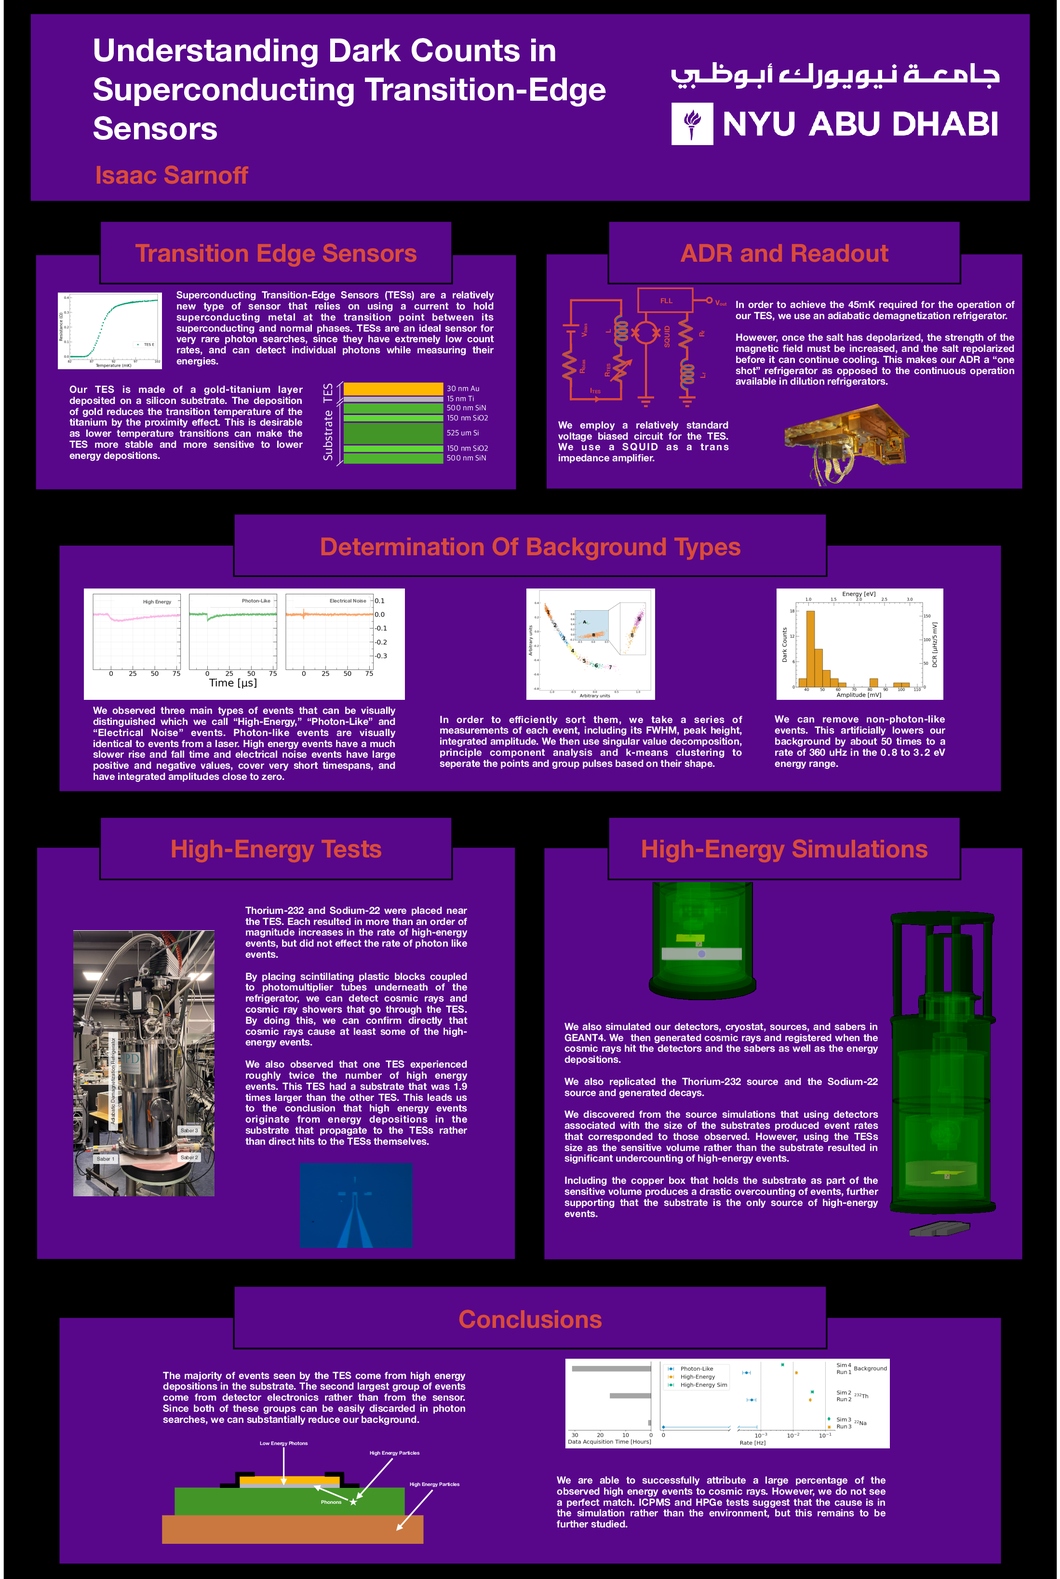 Understanding Dark Counts in
Superconducting Transition-Edge
Sensors
Isaac Sarnoff
جامعـة نيويورك أبوظبي
NYU ABU DHABI
Transition Edge Sensors
Superconducting Transition-Edge Sensors (TESs) are a relatively
new type of sensor that relies on using a current to hold
superconducting metal at the transition point between its
superconducting and normal phases. TESs are an ideal sensor for
very rare photon searches, since they have extremely low count
rates, and can detect individual photons while measuring their
energies.
Temperature (mK)
Our TES is made of a gold-titanium layer
deposited on a silicon substrate. The deposition
of gold reduces the transition temperature of the
titanium by the proximity effect. This is desirable
as lower temperature transitions can make the
TES more stable and more sensitive to lower
energy depositions.
TES
Substrate
30 nm Au
15 nm Ti
500 nm SiN
150 nm SiO2
525 um Si
150 nm SiO2
500 nm SiN
ADR and Readout
FLL
SQUID
In order to achieve the 45mK required for the operation of
our TES, we use an adiabatic demagnetization refrigerator.
However, once the salt has depolarized, the strength of the
magnetic field must be increased, and the salt repolarized
before it can continue cooling. This makes our ADR a “one
shot” refrigerator as opposed to the continuous operation
available in dilution refrigerators.
We employ a relatively standard
voltage biased circuit for the TES.
We use a SQUID as a trans
impedance amplifier.
Determination Of Background Types
High Energy
Photon-Like
Electrical Noise
0.1
0.0
-0.1
-0.2
-0.3
0 25 50 75 0 25 50 75 0 25 50 75
Time [µs]
We observed three main types of events that can be visually
distinguished which we call “High-Energy,” “Photon-Like” and
“Electrical Noise” events. Photon-like events are visually
identical to events from a laser. High energy events have a much
slower rise and fall time and electrical noise events have large
positive and negative values, cover very short timespans, and
have integrated amplitudes close to zero.
Arbitrary units
Arbitrary units
In order to efficiently sort them, we take a series of
measurements of each event, including its FWHM, peak height,
integrated amplitude. We then use singular value decomposition,
principle component analysis and k-means clustering to
seperate the points and group pulses based on their shape.
Energy [eV]
1.0 1.5 2.0 2.5 3.0
Dark Counts
DCR [µHz/5 mV]
40 50 60 70 80 90 100 110
Amplitude [mV]
We can remove non-photon-like
events. This artificially lowers our
background by about 50 times to a
rate of 360 uHz in the 0.8 to 3.2 eV
energy range.
High-Energy Tests
Thorium-232 and Sodium-22 were placed near
the TES. Each resulted in more than an order of
magnitude increases in the rate of high-energy
events, but did not effect the rate of photon like
events.
By placing scintillating plastic blocks coupled
to photomultiplier tubes underneath of the
refrigerator, we can detect cosmic rays and
cosmic ray showers that go through the TES.
By doing this, we can confirm directly that
cosmic rays cause at least some of the high-
energy events.
We also observed that one TES experienced
roughly twice the number of high energy
events. This TES had a substrate that was 1.9
times larger than the other TES. This leads us
to the conclusion that high energy events
originate from energy depositions in the
substrate that propagate to the TESs rather
than direct hits to the TESs themselves.
Adiabatic Demagnetization Refrigerator
Saber 3
Saber 1
Saber 2
High-Energy Simulations
We also simulated our detectors, cryostat, sources, and sabers in
GEANT4. We then generated cosmic rays and registered when the
cosmic rays hit the detectors and the sabers as well as the energy
depositions.
We also replicated the Thorium-232 source and the Sodium-22
source and generated decays.
We discovered from the source simulations that using detectors
associated with the size of the substrates produced event rates
that corresponded to those observed. However, using the TESs
size as the sensitive volume rather than the substrate resulted in
significant undercounting of high-energy events.
Including the copper box that holds the substrate as part of the
sensitive volume produces a drastic overcounting of events, further
supporting that the substrate is the only source of high-energy
events.
Conclusions
The majority of events seen by the TES come from high energy
depositions in the substrate. The second largest group of events
come from detector electronics rather than from the sensor.
Since both of these groups can be easily discarded in photon
searches, we can substantially reduce our background.
Low Energy Photons
High Energy Particles
High Energy Particles
Phonons
Photon-Like
High-Energy
High-Energy Sim
Sim 4
Run 1
Background
Sim 2
Run 2
²³²Th
Sim 3
Run 3
²²Na
30 20 10 0
Data Acquisition Time [Hours]
0 10⁻³ 10⁻² 10⁻¹
Rate [Hz]
We are able to successfully attribute a large percentage of the
observed high energy events to cosmic rays. However, we do not see
a perfect match. ICPMS and HPGe tests suggest that the cause is in
the simulation rather than the environment, but this remains to be
further studied.